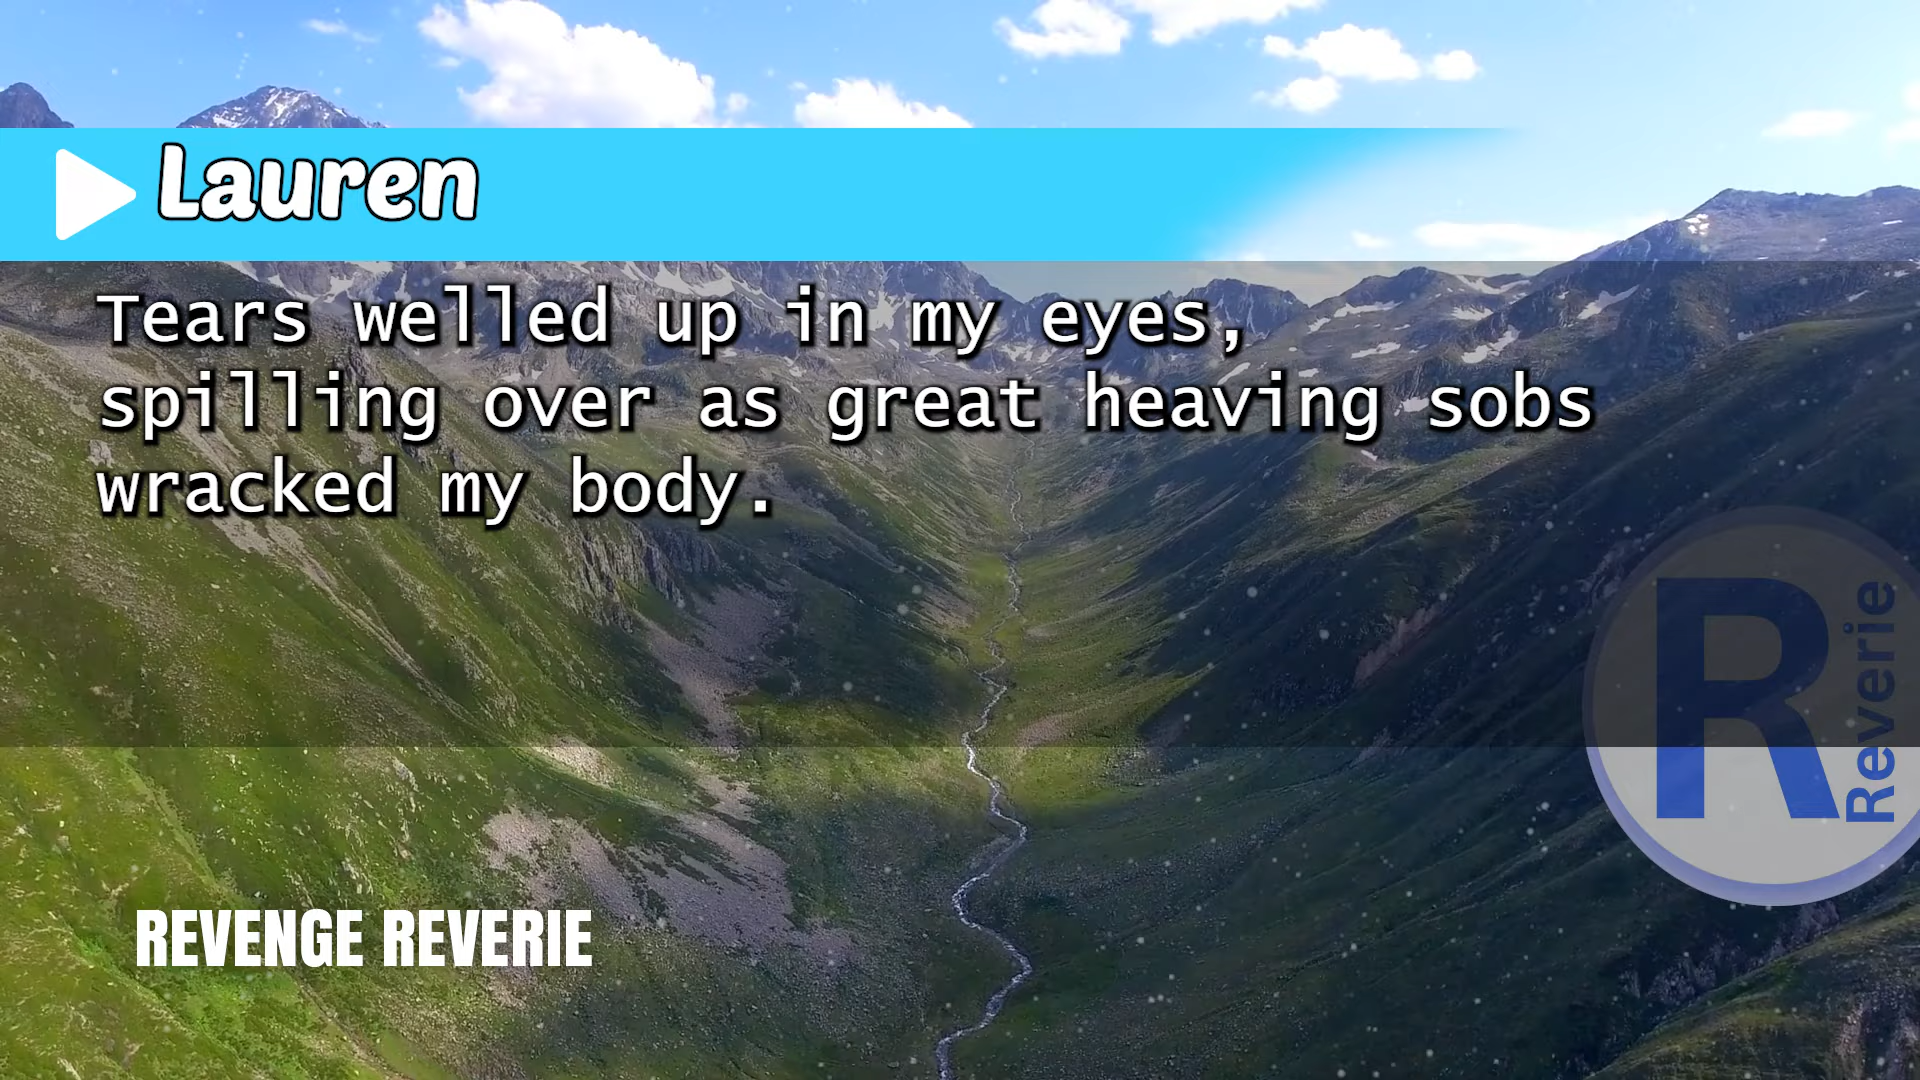 Lauren
Tears welled up in my eyes,
spilling over as great heaving sobs
wracked my body.
R
Reverie
REVENGE REVERIE